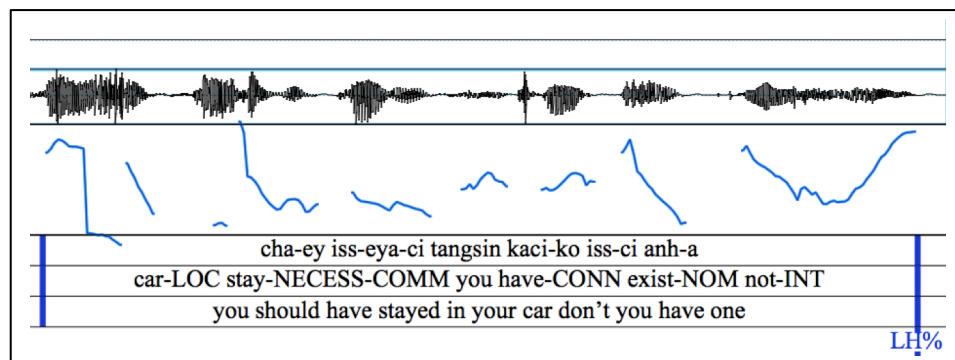 cha-ey iss-eya-ci tangsin kaci-ko iss-ci anh-a
car-LOC stay-NECESS-COMM you have-CONN exist-NOM not-INT
you should have stayed in your car don’t you have one
LH%